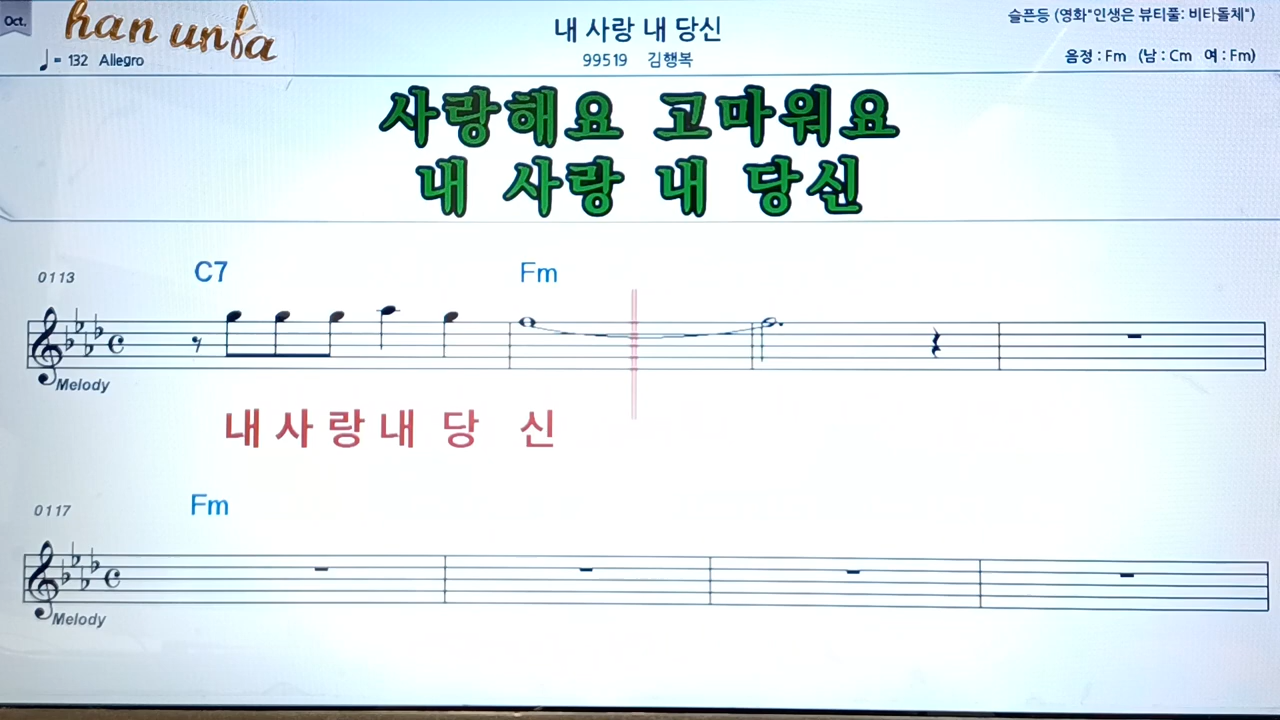 Oct.
han unfa
내 사랑 내 당신
슬픈등 (영화"인생은 뷰티풀: 비타돌체")
♩= 132 Allegro
99519 김행복
음정 : Fm (남 : Cm 여 : Fm)
사랑해요 고마워요
내 사랑 내 당신
0113 C7 Fm
Melody
내 사 랑 내 당 신
0117 Fm
Melody